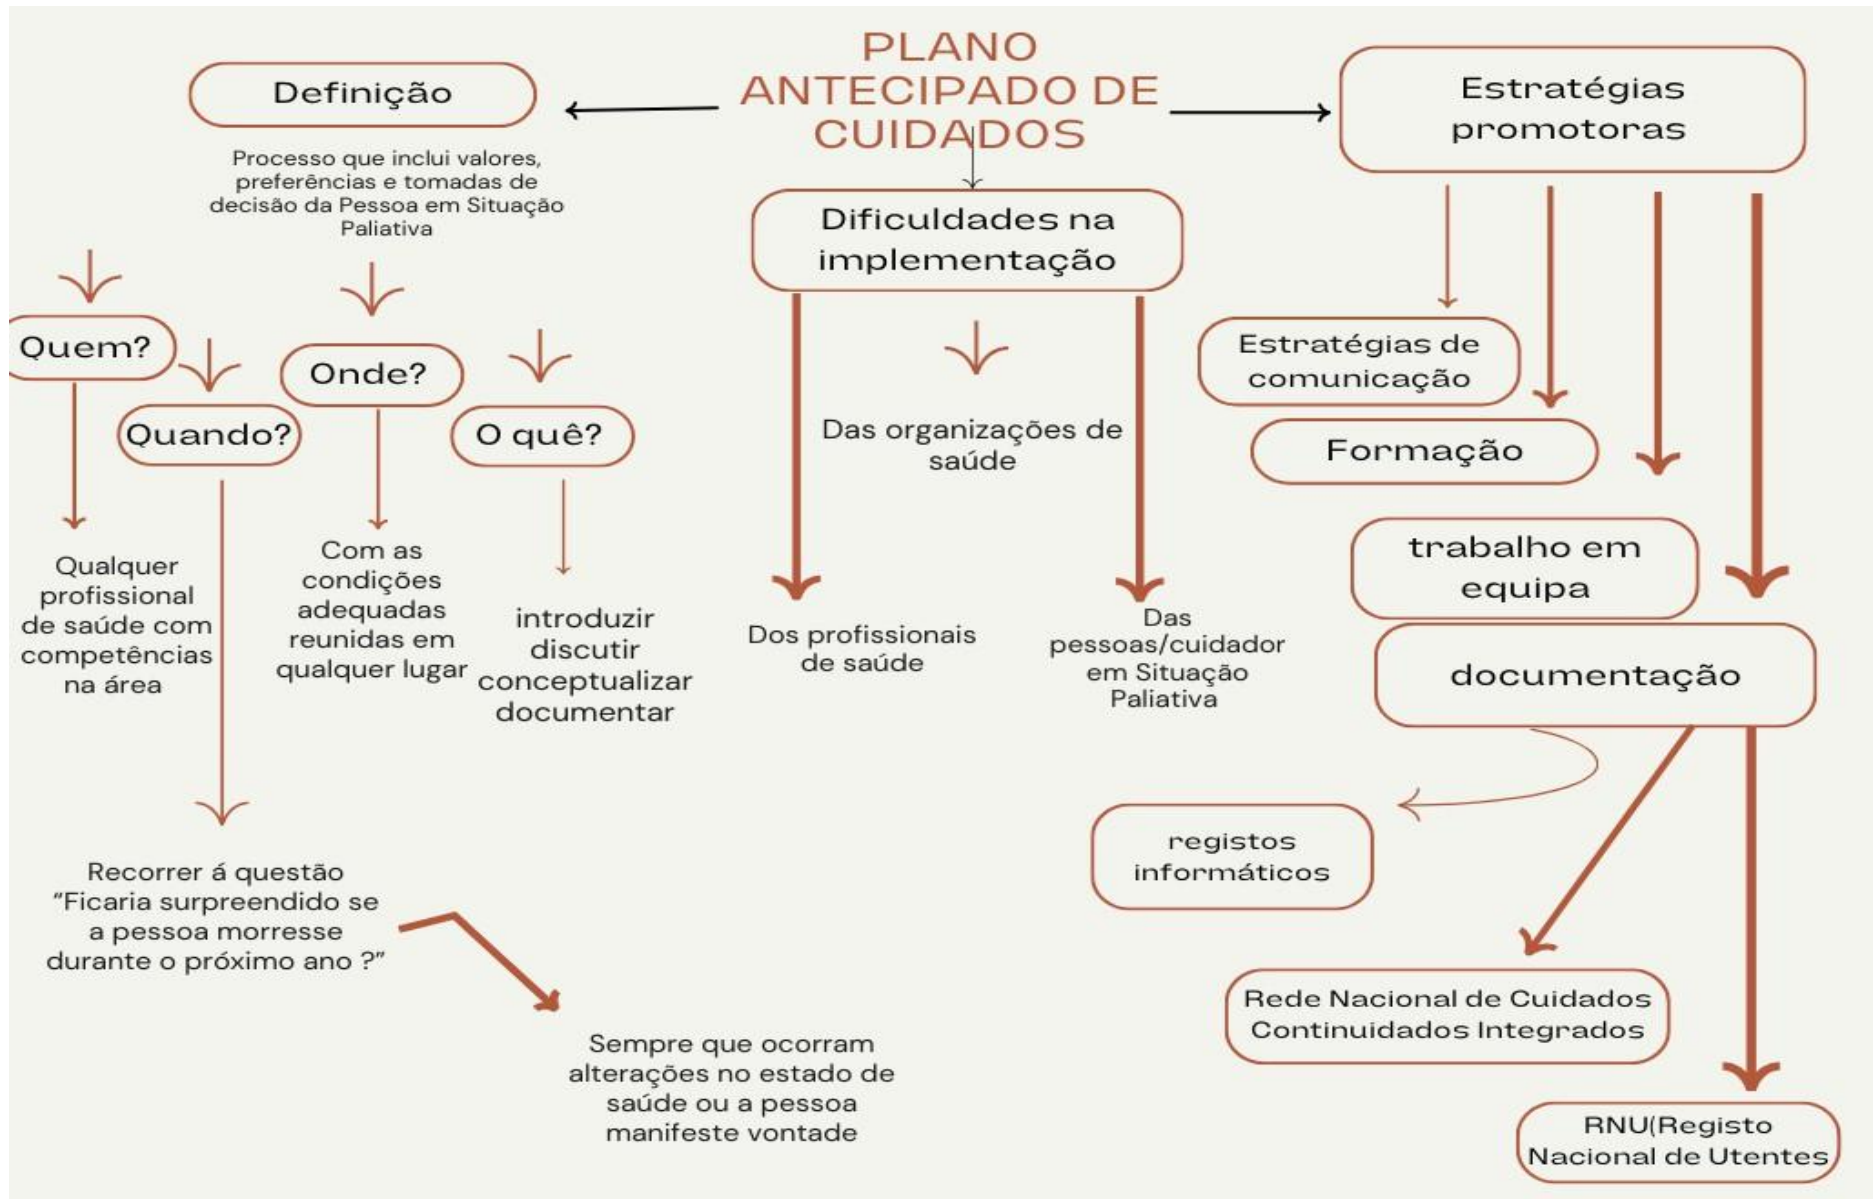 PLANO
ANTECIPADO DE
CUIDADOS
Definição
Processo que inclui valores,
preferências e tomadas de
decisão da Pessoa em Situação
Paliativa
Quem?
Qualquer
profissional
de saúde com
competências
na área
Quando?
Recorrer á questão
“Ficaria surpreendido se
a pessoa morresse
durante o próximo ano ?”
Sempre que ocorram
alterações no estado de
saúde ou a pessoa
manifeste vontade
Onde?
Com as
condições
adequadas
reunidas em
qualquer lugar
O quê?
introduzir
discutir
conceptualizar
documentar
Dificuldades na
implementação
Dos profissionais
de saúde
Das organizações de
saúde
Das
pessoas/cuidador
em Situação
Paliativa
Estratégias
promotoras
Estratégias de
comunicação
Formação
trabalho em
equipa
documentação
registos
informáticos
Rede Nacional de Cuidados
Continuidados Integrados
RNU(Registo
Nacional de Utentes